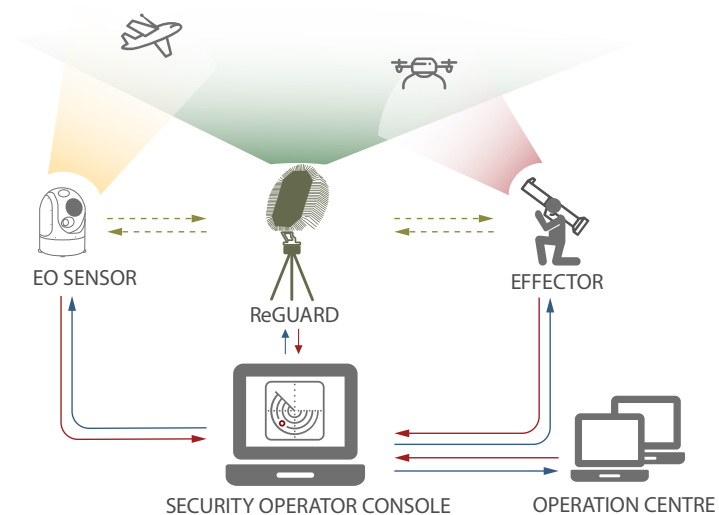 EO SENSOR
ReGUARD
EFFECTOR
SECURITY OPERATOR CONSOLE
OPERATION CENTRE